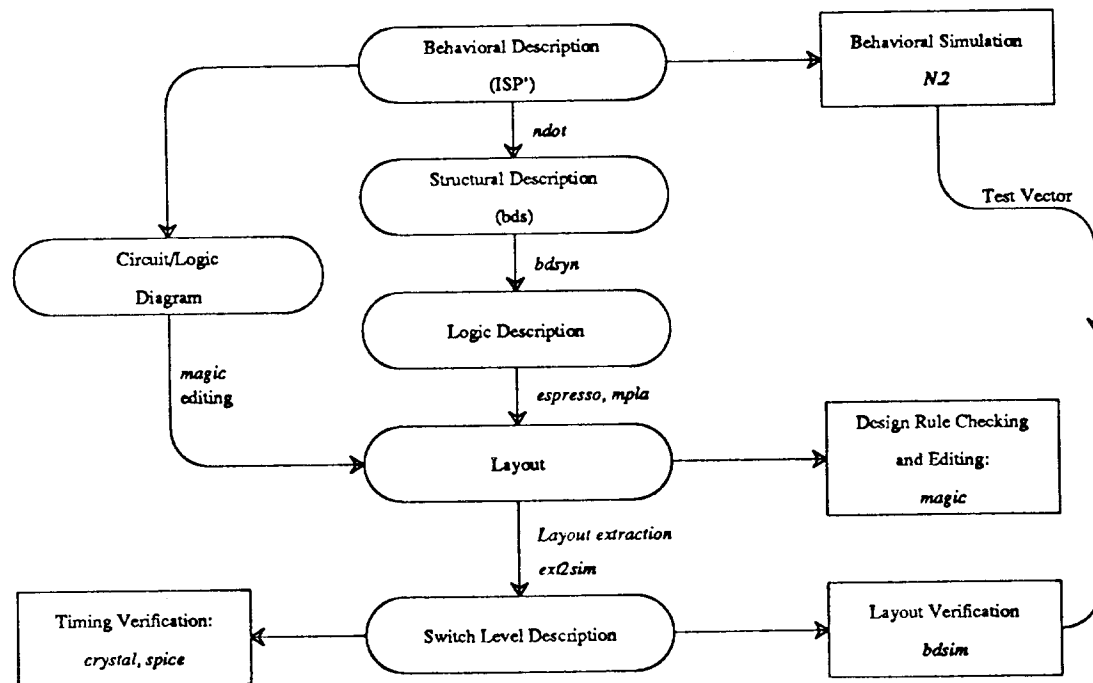 Behavioral Description
(ISP')
Behavioral Simulation
N.2
ndot
Structural Description
(bds)
Test Vector
Circuit/Logic
Diagram
bdsyn
Logic Description
magic
editing
espresso, mpla
Layout
Design Rule Checking
and Editing:
magic
Layout extraction
ext2sim
Timing Verification:
crystal, spice
Switch Level Description
Layout Verification
bdsim